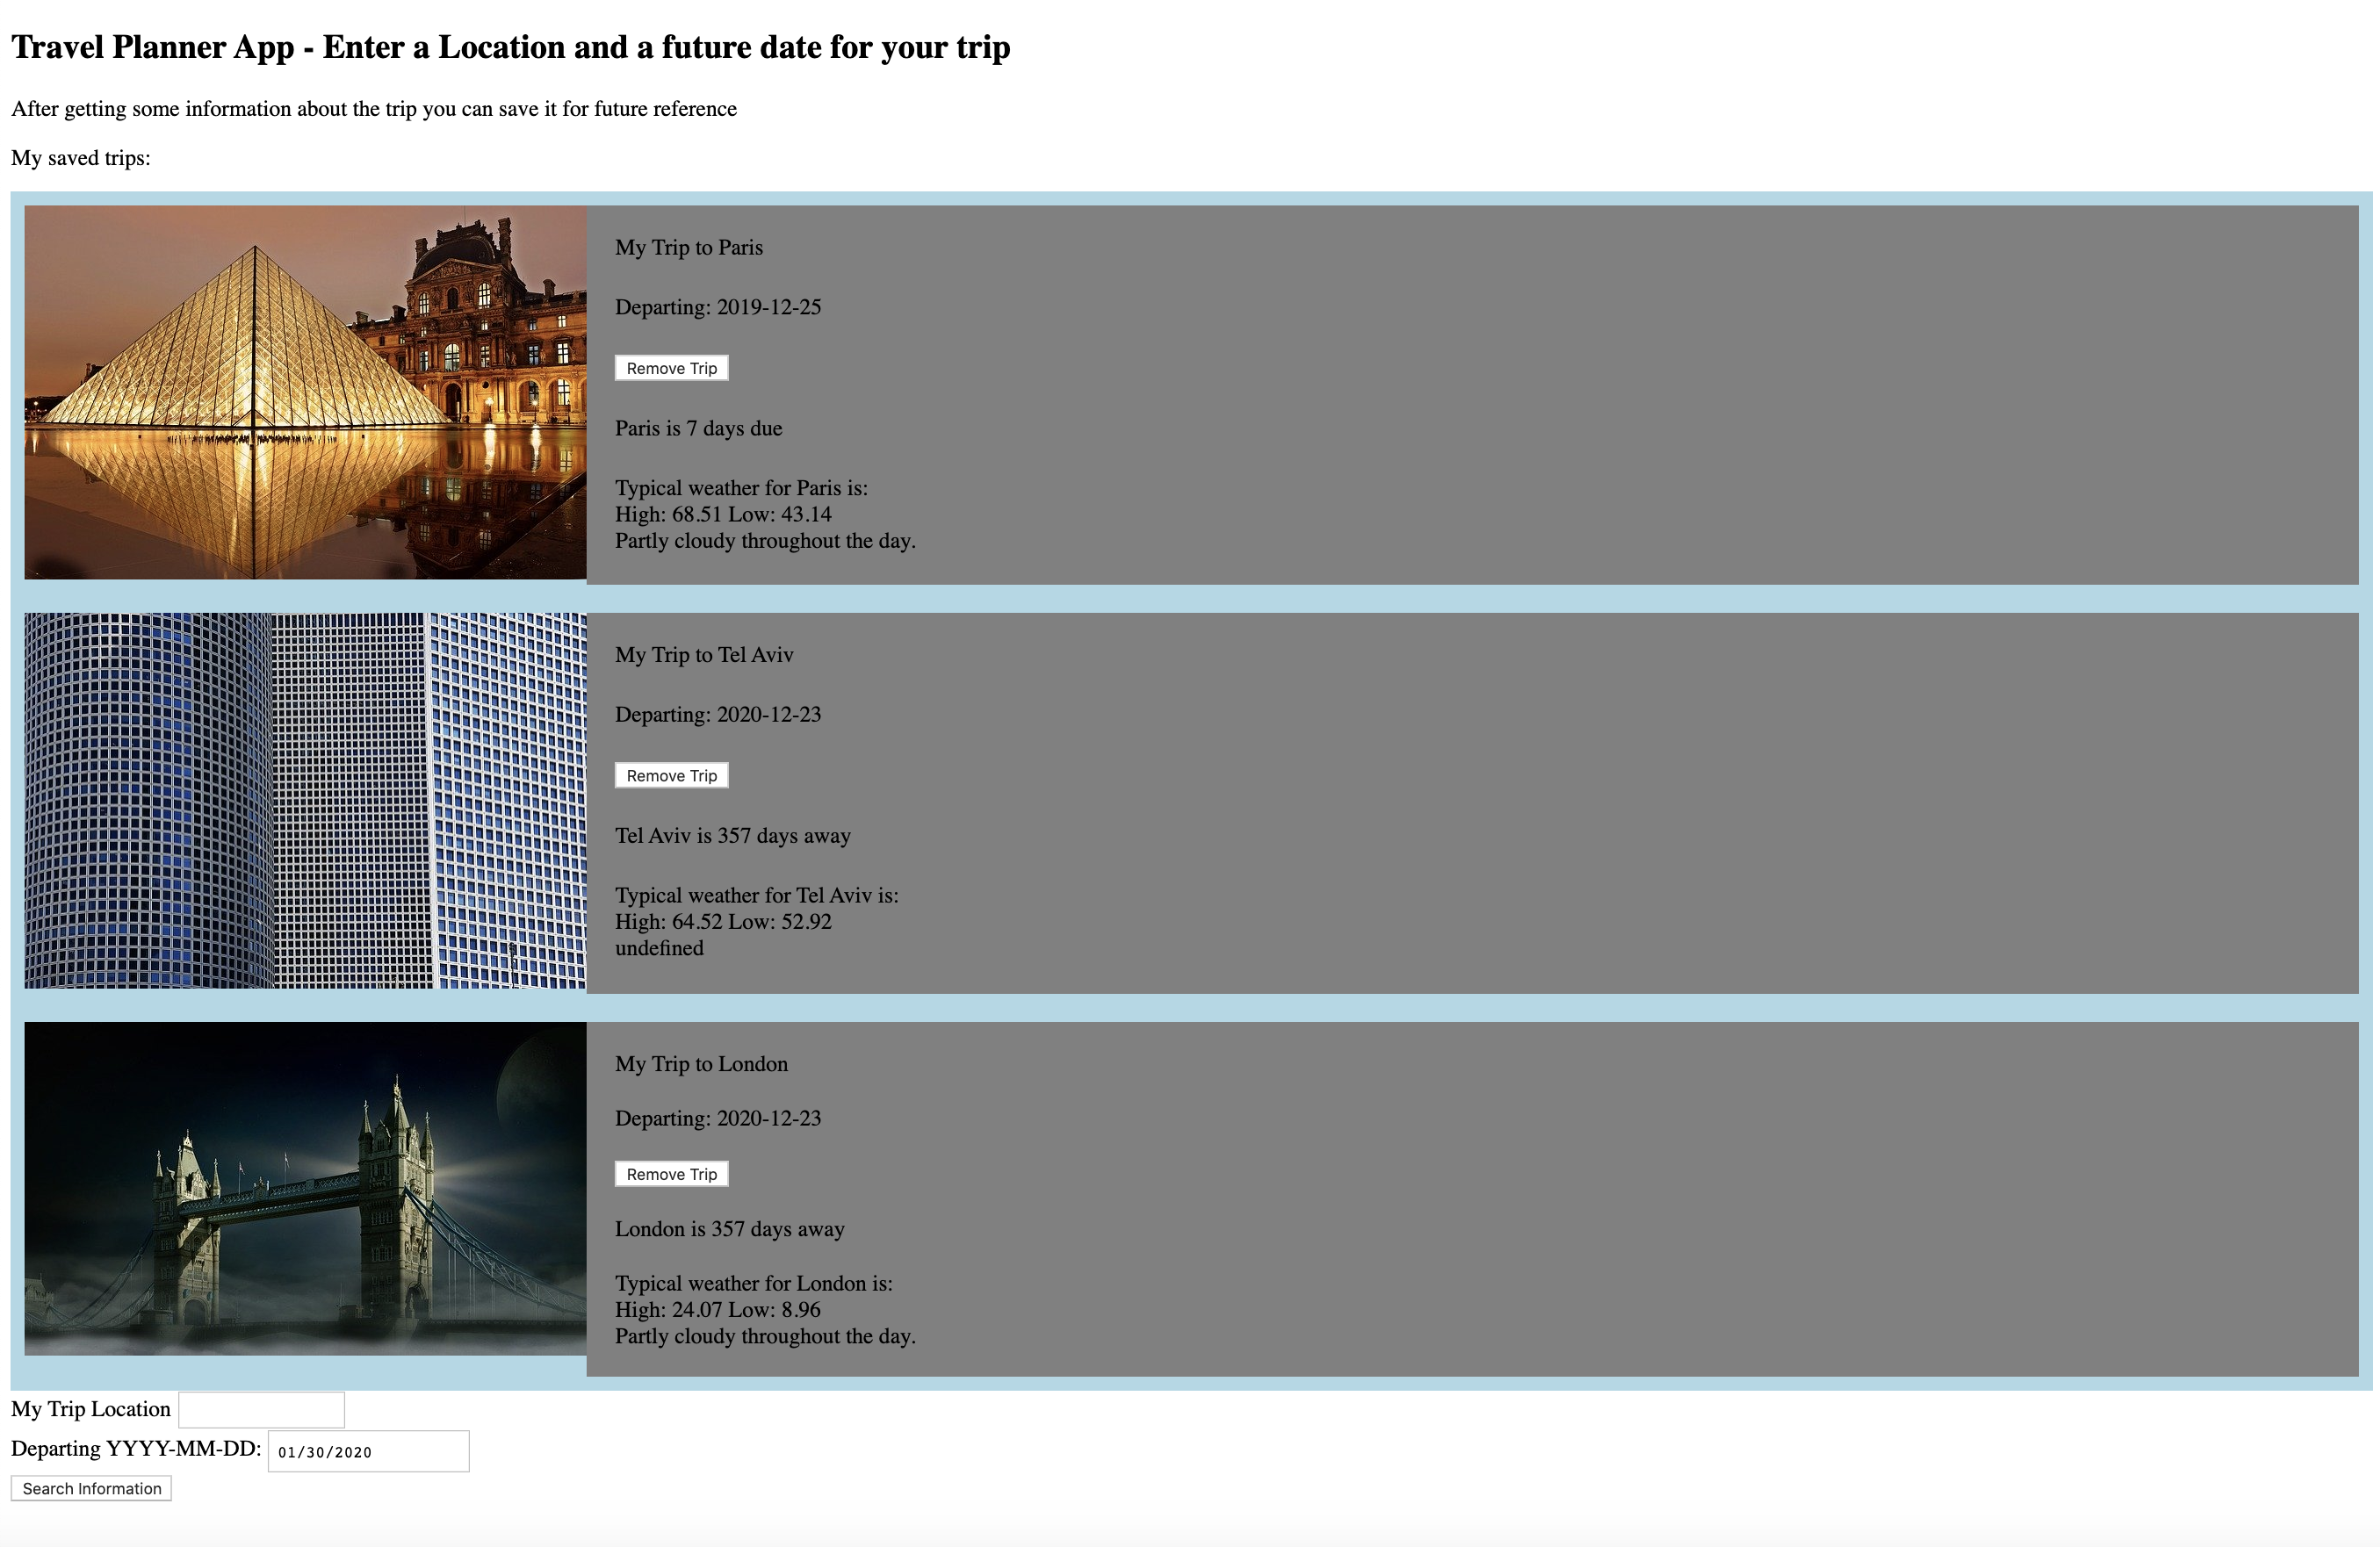 Travel Planner App - Enter a Location and a future date for your trip
After getting some information about the trip you can save it for future reference
My saved trips:
My Trip to Paris
Departing: 2019-12-25
Remove Trip
Paris is 7 days due
Typical weather for Paris is:
High: 68.51 Low: 43.14
Partly cloudy throughout the day.
My Trip to Tel Aviv
Departing: 2020-12-23
Remove Trip
Tel Aviv is 357 days away
Typical weather for Tel Aviv is:
High: 64.52 Low: 52.92
undefined
My Trip to London
Departing: 2020-12-23
Remove Trip
London is 357 days away
Typical weather for London is:
High: 24.07 Low: 8.96
Partly cloudy throughout the day.
My Trip Location
Departing YYYY-MM-DD: 01/30/2020
Search Information